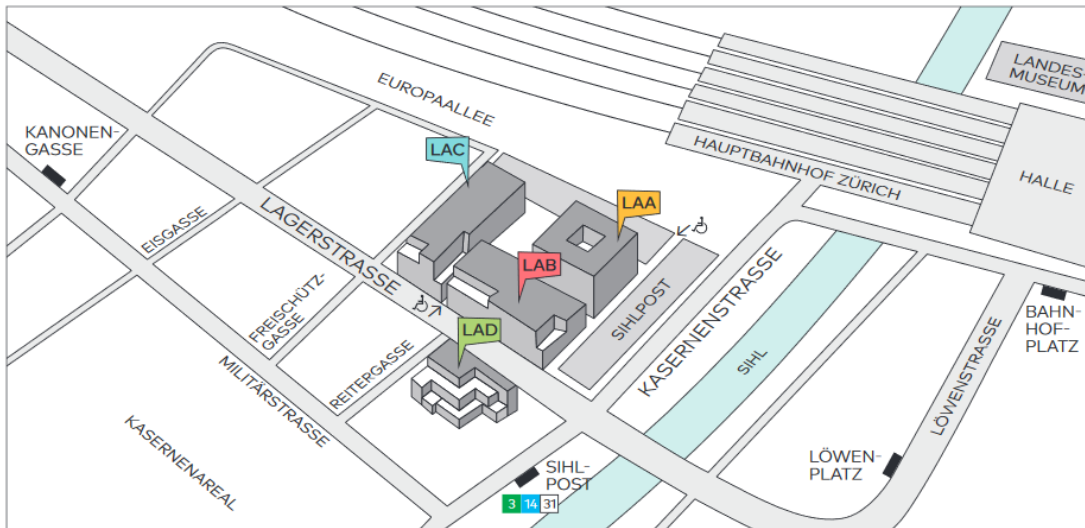 LANDES-
MUSEUM
EUROPAALLEE
KANONEN-
GASSE
LAC
HAUPTBAHNHOF ZÜRICH
HALLE
LAA
EISGASSE
LAGERSTRASSE
LAB
SIHLPOST
KASERNENSTRASSE
FREISCHÜTZ-
GASSE
LAD
BAHN-
HOF-
PLATZ
SIHL
REITERGASSE
MILITÄRSTRASSE
LÖWENSTRASSE
KASERNENAREAL
LÖWEN-
PLATZ
SIHL-
POST
3 14 31